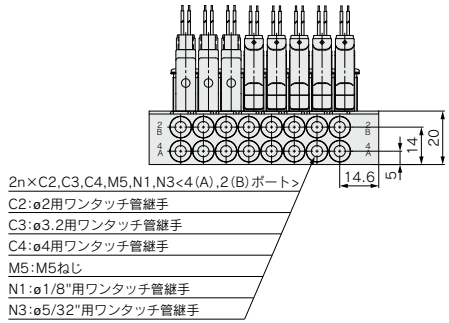 2
B
2
B
4
A
4
A
14
20
14.6
5
2n×C2,C3,C4,M5,N1,N3<4(A),2(B)ポート>
C2:ø2用ワンタッチ管継手
C3:ø3.2用ワンタッチ管継手
C4:ø4用ワンタッチ管継手
M5:M5ねじ
N1:ø1/8"用ワンタッチ管継手
N3:ø5/32"用ワンタッチ管継手